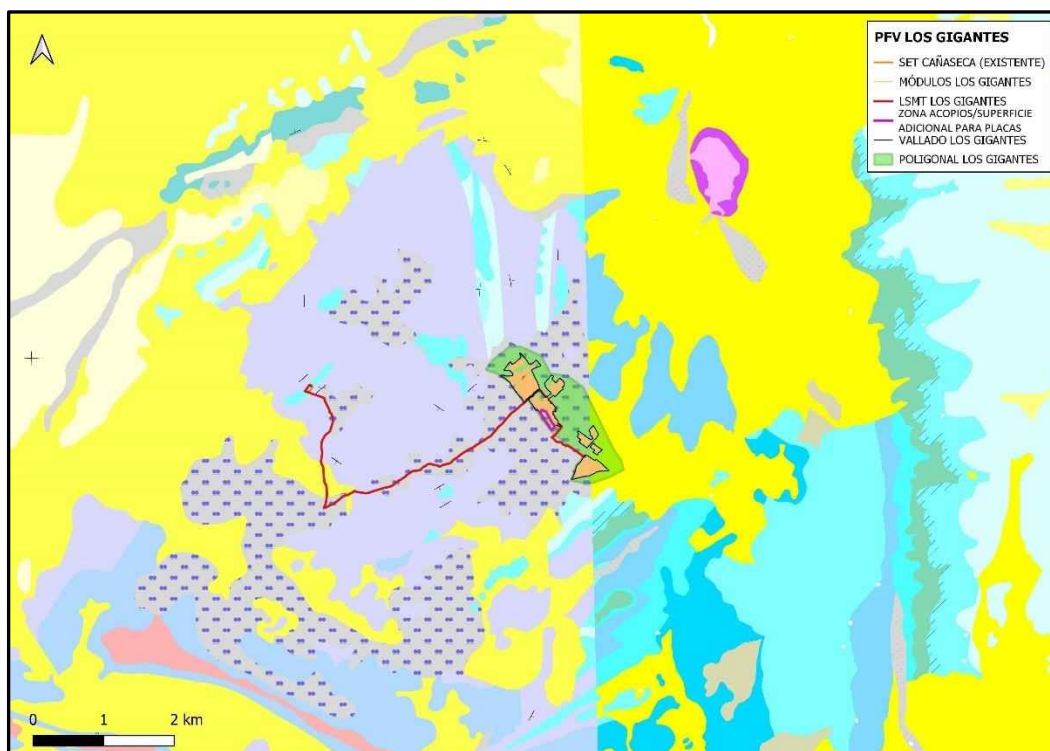 PFV LOS GIGANTES
SET CAÑASECA (EXISTENTE)
MÓDULOS LOS GIGANTES
LSMT LOS GIGANTES
ZONA ACOPIOS/SUPERFICIE
ADICIONAL PARA PLACAS
VALLADO LOS GIGANTES
POLIGONAL LOS GIGANTES
0 1 2 km